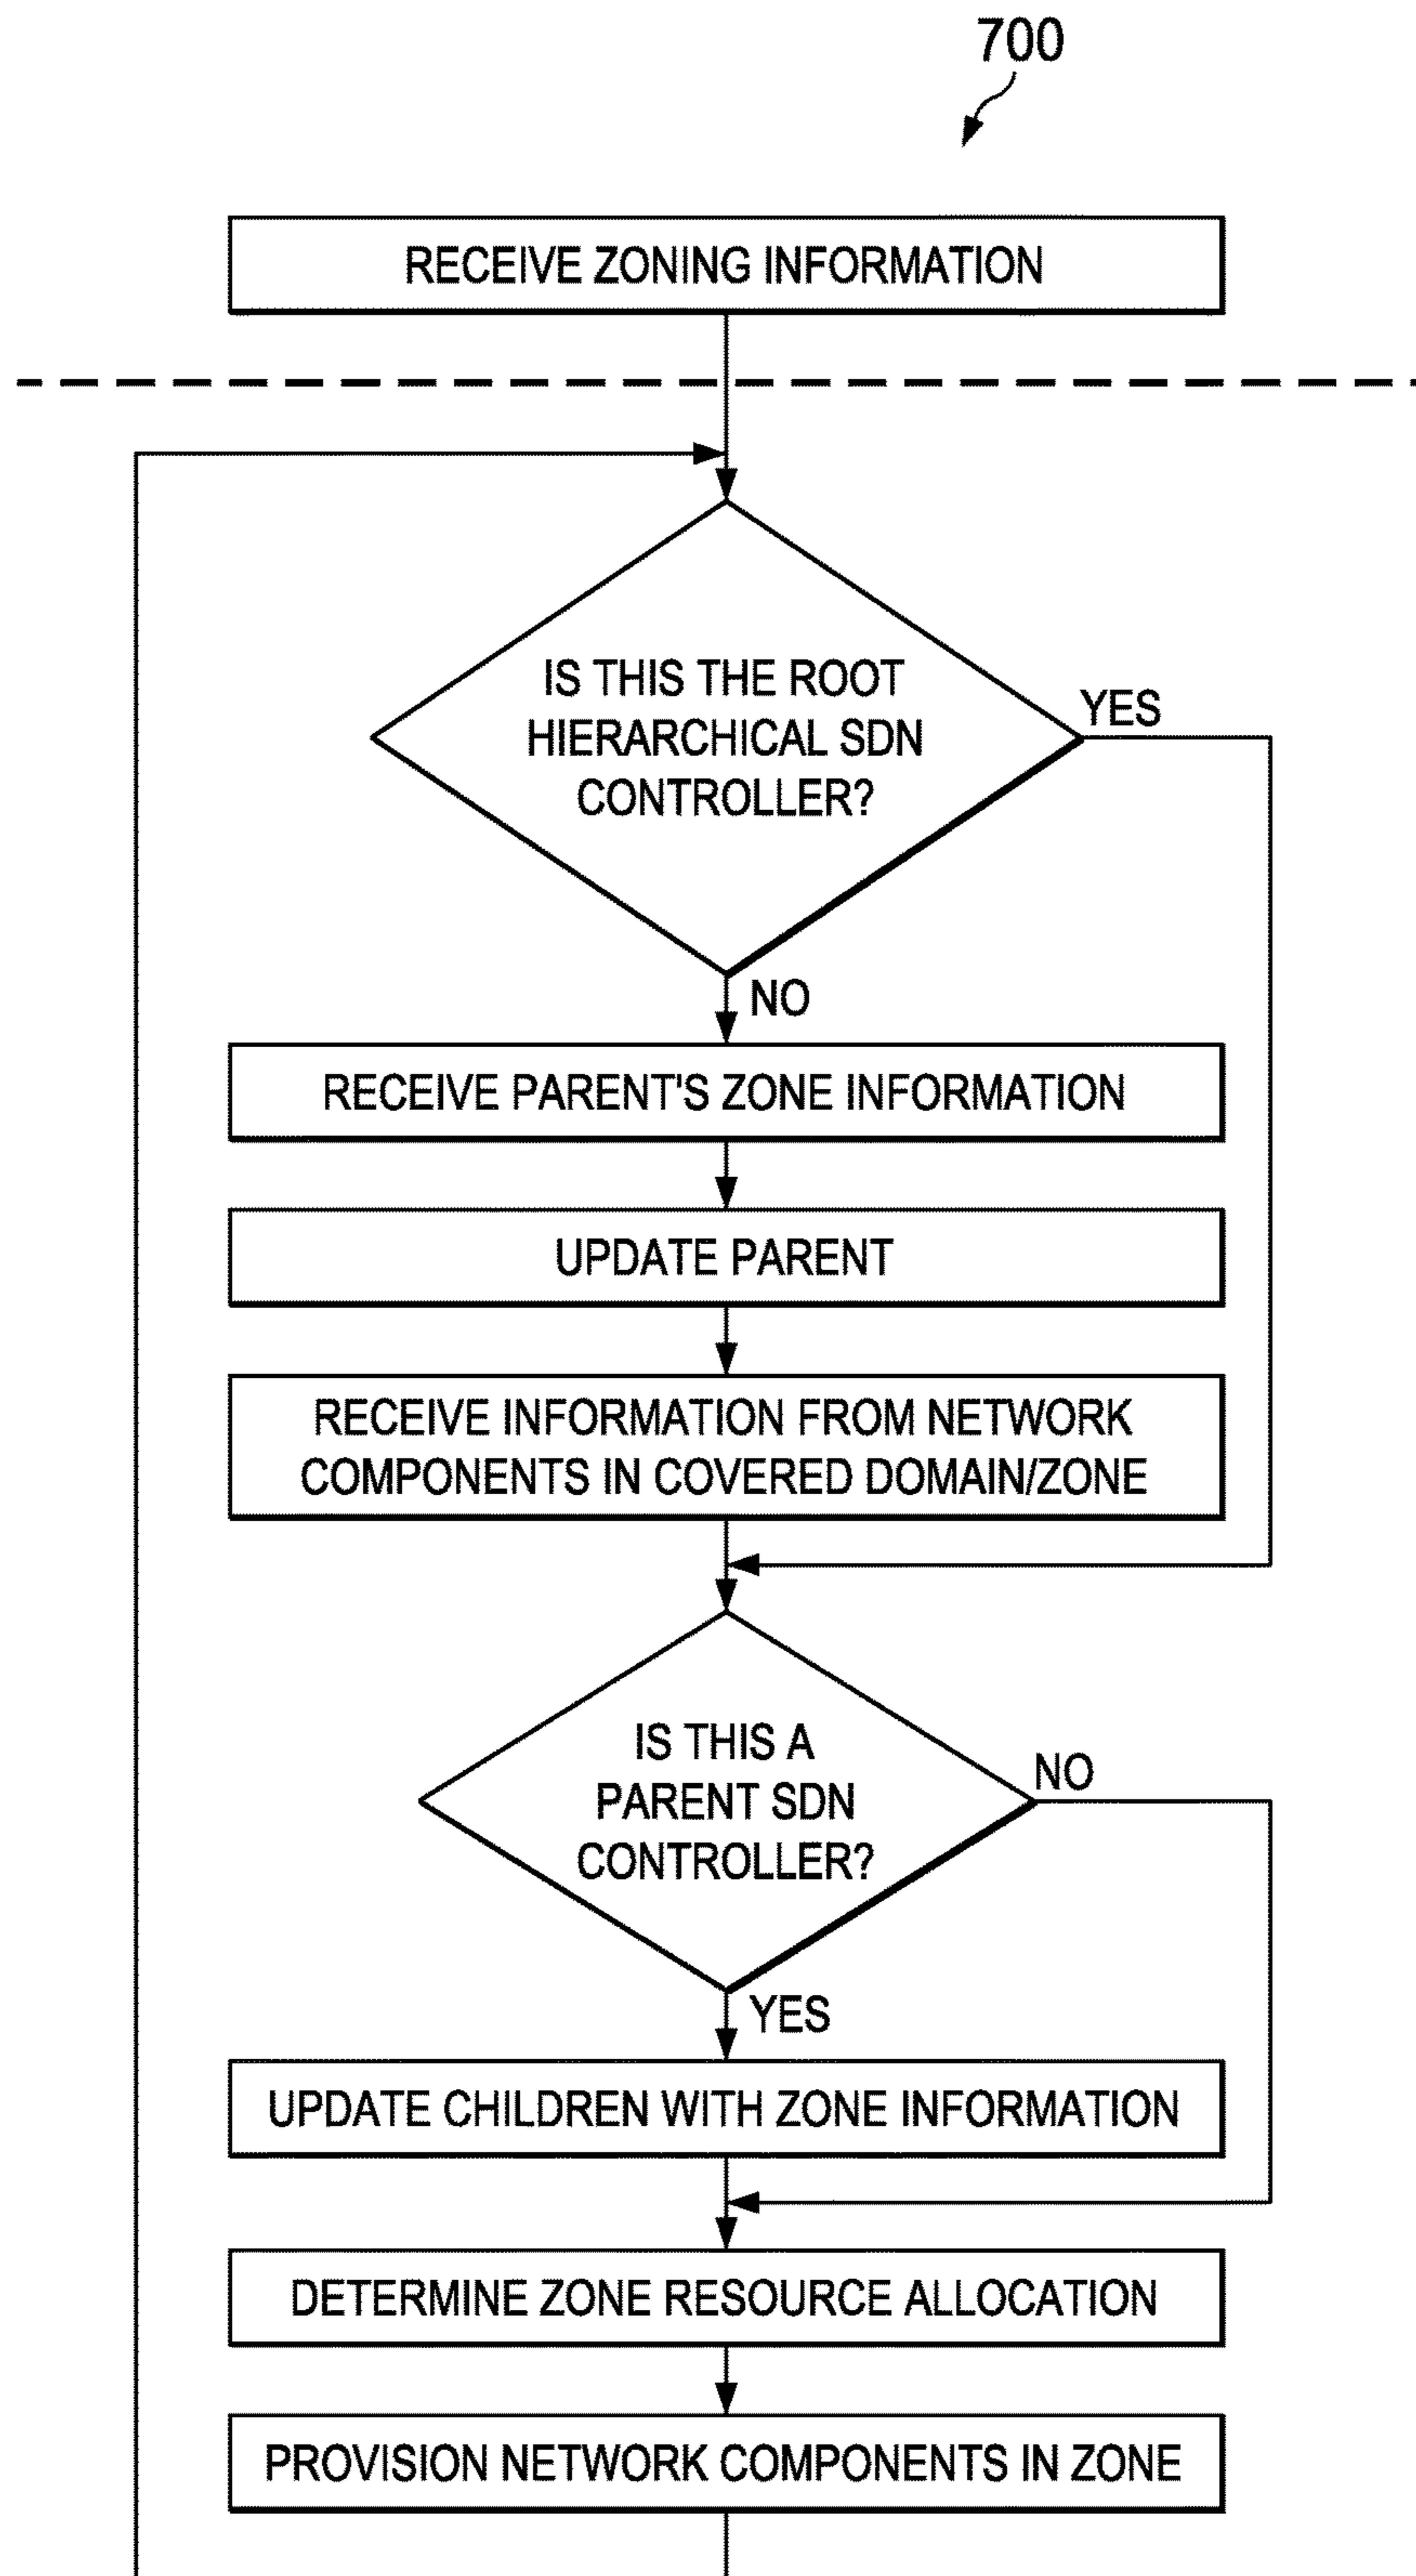 700
RECEIVE ZONING INFORMATION
IS THIS THE ROOT
HIERARCHICAL SDN
CONTROLLER?
YES
NO
RECEIVE PARENT'S ZONE INFORMATION
UPDATE PARENT
RECEIVE INFORMATION FROM NETWORK
COMPONENTS IN COVERED DOMAIN/ZONE
IS THIS A
PARENT SDN
CONTROLLER?
NO
YES
UPDATE CHILDREN WITH ZONE INFORMATION
DETERMINE ZONE RESOURCE ALLOCATION
PROVISION NETWORK COMPONENTS IN ZONE